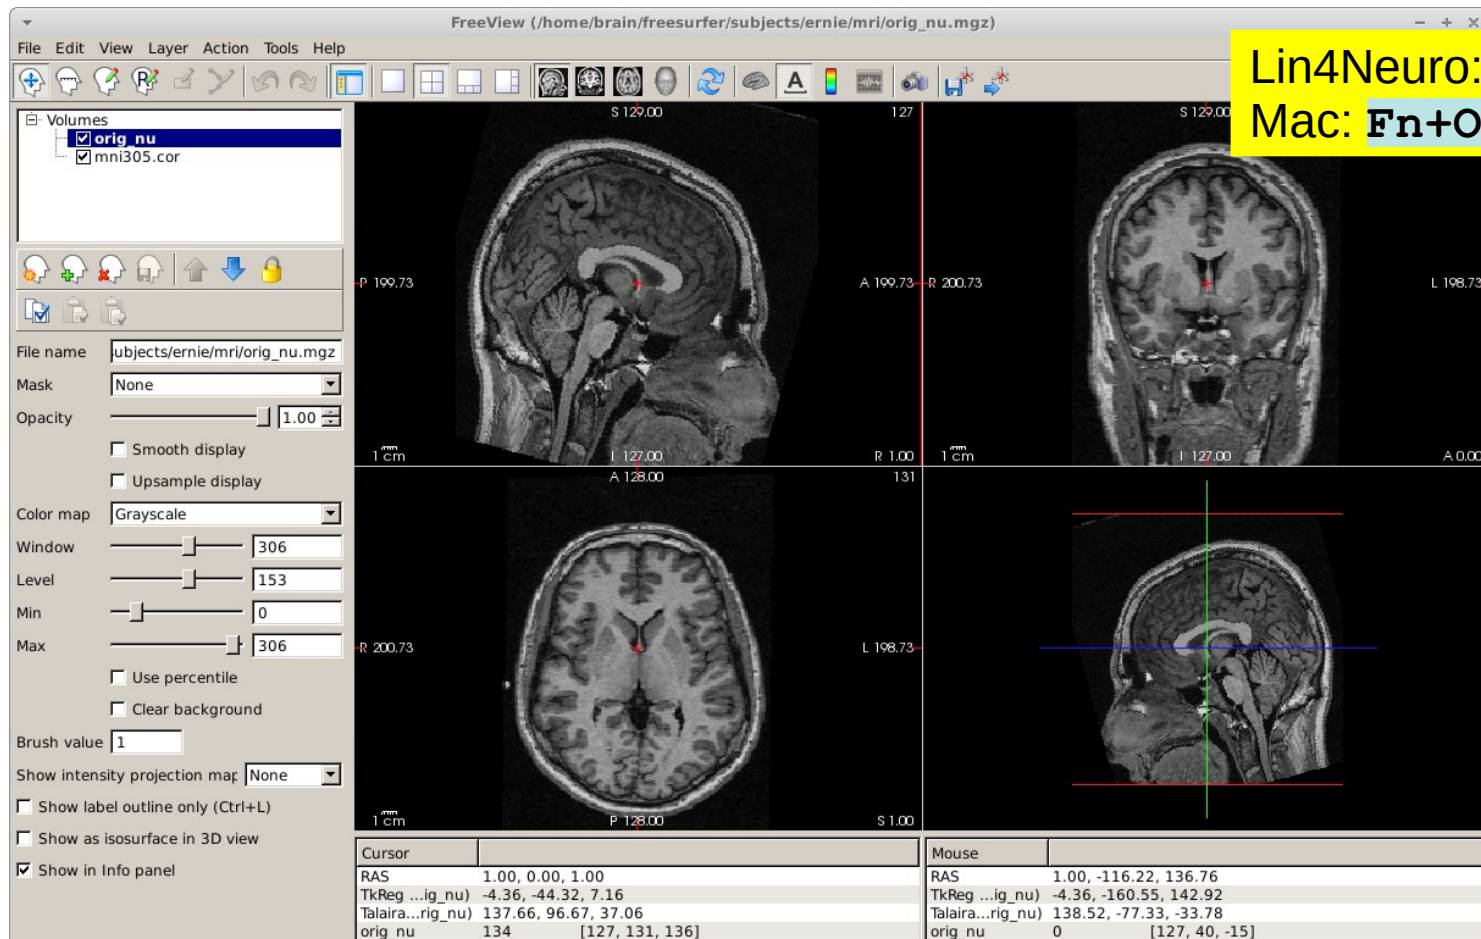 FreeView (/home/brain/freesurfer/subjects/ernie/mri/orig_nu.mgz)
File Edit View Layer Action Tools Help
Lin4Neuro:
Mac: Fn+O
Volumes
orig_nu
mni305.cor
File name ubjects/ernie/mri/orig_nu.mgz
Mask None
Opacity 1.00
Smooth display
Upsample display
Color map Grayscale
Window 306
Level 153
Min 0
Max 306
Use percentile
Clear background
Brush value 1
Show intensity projection map None
Show label outline only (Ctrl+L)
Show as isosurface in 3D view
Show in Info panel
S 129.00 127
P 199.73 A 199.73
1 cm I 127.00 R 1.00
S 129.00
R 200.73 L 198.73
1 cm I 127.00 A 0.00
A 128.00 131
R 200.73 L 198.73
1 cm P 128.00 S 1.00
Cursor
RAS 1.00, 0.00, 1.00
TkReg ...ig_nu) -4.36, -44.32, 7.16
Talaira...rig_nu) 137.66, 96.67, 37.06
orig_nu 134 [127, 131, 136]
Mouse
RAS 1.00, -116.22, 136.76
TkReg ...ig_nu) -4.36, -160.55, 142.92
Talaira...rig_nu) 138.52, -77.33, -33.78
orig_nu 0 [127, 40, -15]